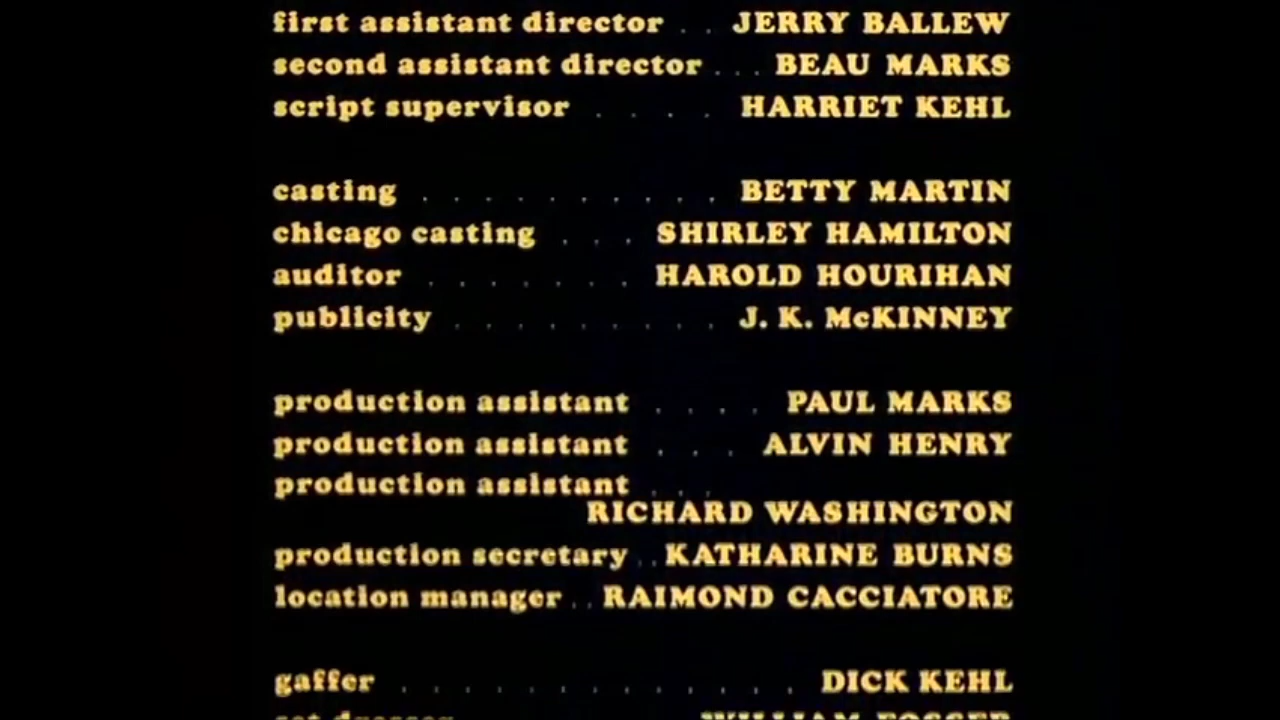 first assistant director . . JERRY BALLEW
second assistant director . . . BEAU MARKS
script supervisor . . . . HARRIET KEHL
casting . . . . . . . . . . BETTY MARTIN
chicago casting . . . SHIRLEY HAMILTON
auditor . . . . . . . HAROLD HOURIHAN
publicity . . . . . . . . . J. K. McKINNEY
production assistant . . . . PAUL MARKS
production assistant . . . ALVIN HENRY
production assistant . . .
RICHARD WASHINGTON
production secretary . . KATHARINE BURNS
location manager . . RAIMOND CACCIATORE
gaffer . . . . . . . . . . . . . DICK KEHL